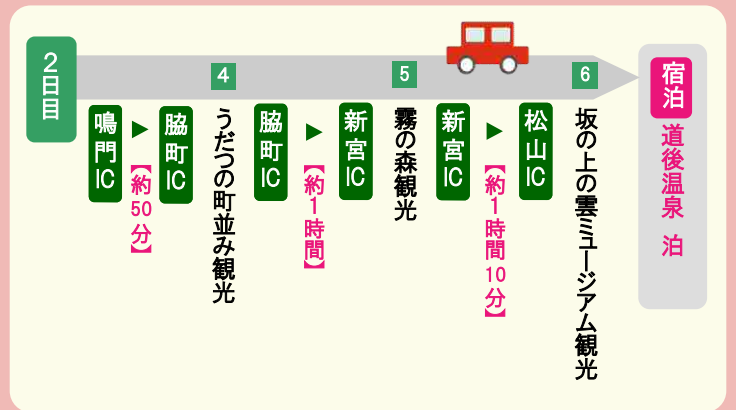 2日目
鳴門IC
▶
【約50分】
脇町IC
4
うだつの町並み観光
脇町IC
▶
【約1時間】
新宮IC
5
霧の森観光
新宮IC
▶
【約1時間10分】
松山IC
6
坂の上の雲ミュージアム観光
宿泊
道後温泉 泊